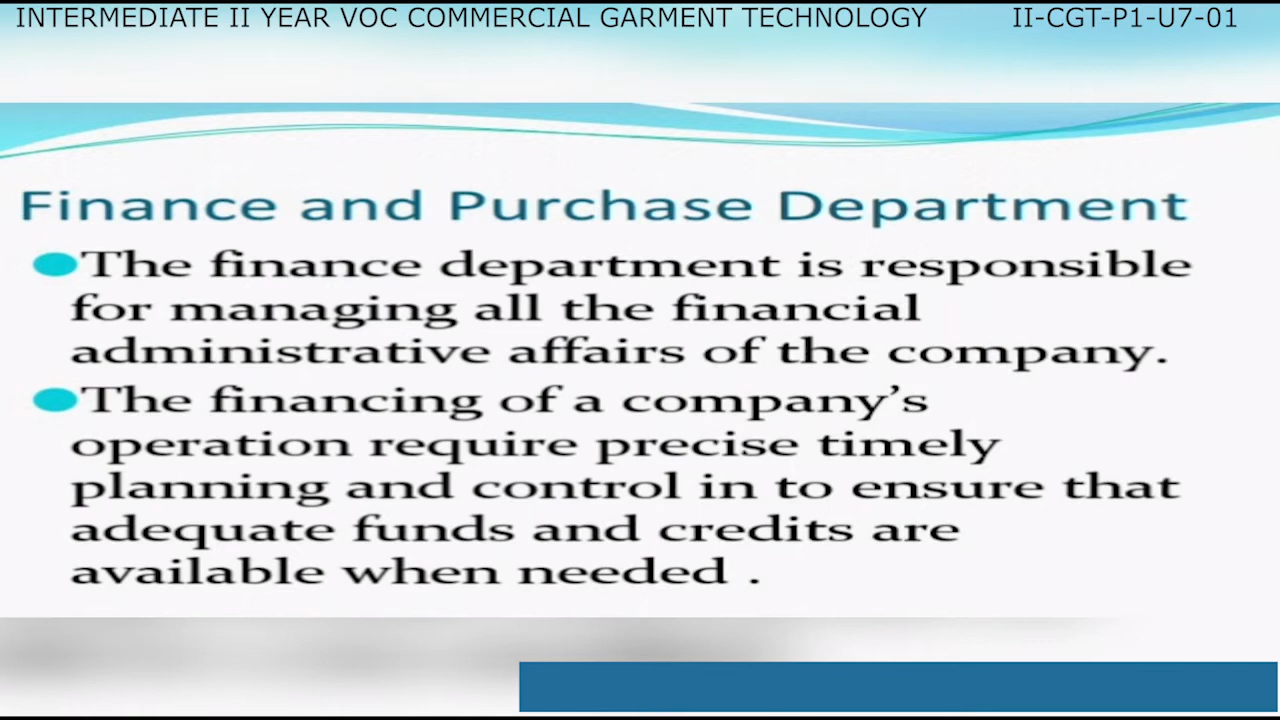 INTERMEDIATE II YEAR VOC COMMERCIAL GARMENT TECHNOLOGY II-CGT-P1-U7-01
Finance and Purchase Department
The finance department is responsible
for managing all the financial
administrative affairs of the company.
The financing of a company’s
operation require precise timely
planning and control in to ensure that
adequate funds and credits are
available when needed .